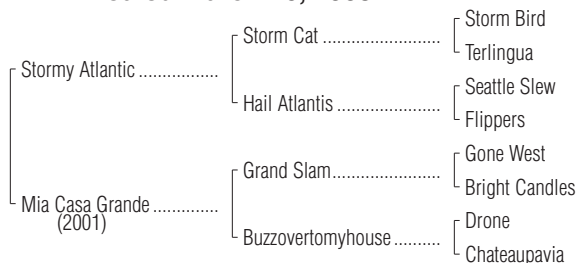 Storm Bird
Storm Cat ........................
Terlingua
Stormy Atlantic ................
Seattle Slew
Hail Atlantis .....................
Flippers
Gone West
Grand Slam......................
Bright Candles
Mia Casa Grande .............
(2001)
Drone
Buzzovertomyhouse ..........
Chateaupavia